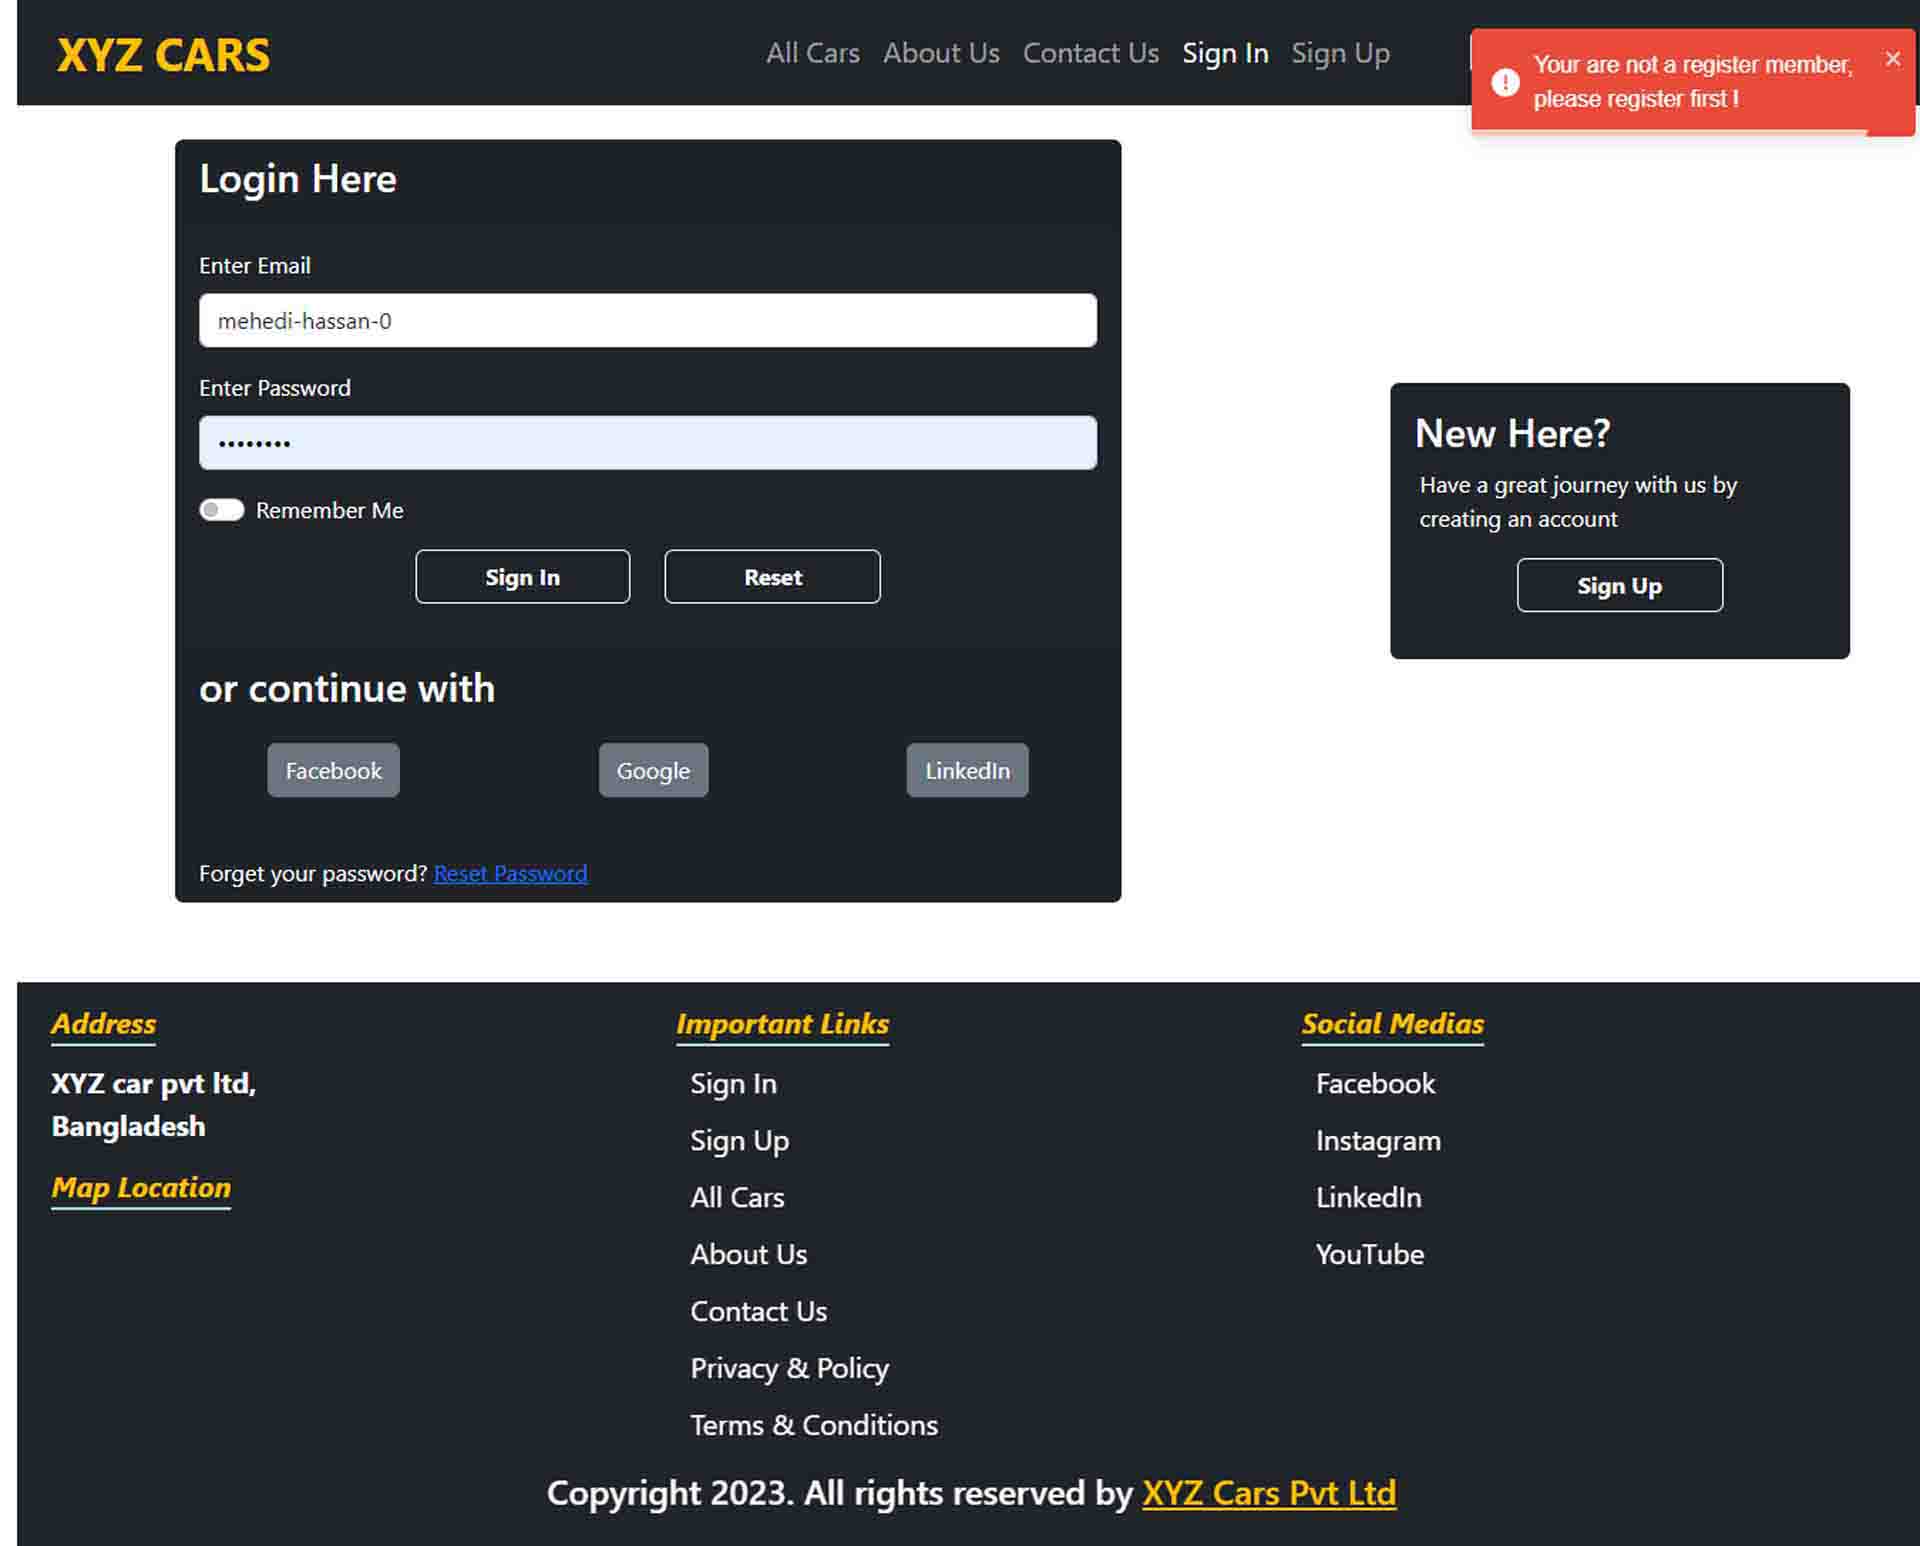 XYZ CARS
All Cars About Us Contact Us Sign In Sign Up
Your are not a register member,
please register first !
Login Here
Enter Email
mehedi-hassan-0
Enter Password
••••••••
Remember Me
Sign In Reset
or continue with
Facebook Google LinkedIn
Forget your password? Reset Password
New Here?
Have a great journey with us by
creating an account
Sign Up
Address
XYZ car pvt ltd,
Bangladesh
Map Location
Important Links
Sign In
Sign Up
All Cars
About Us
Contact Us
Privacy & Policy
Terms & Conditions
Social Medias
Facebook
Instagram
LinkedIn
YouTube
Copyright 2023. All rights reserved by XYZ Cars Pvt Ltd